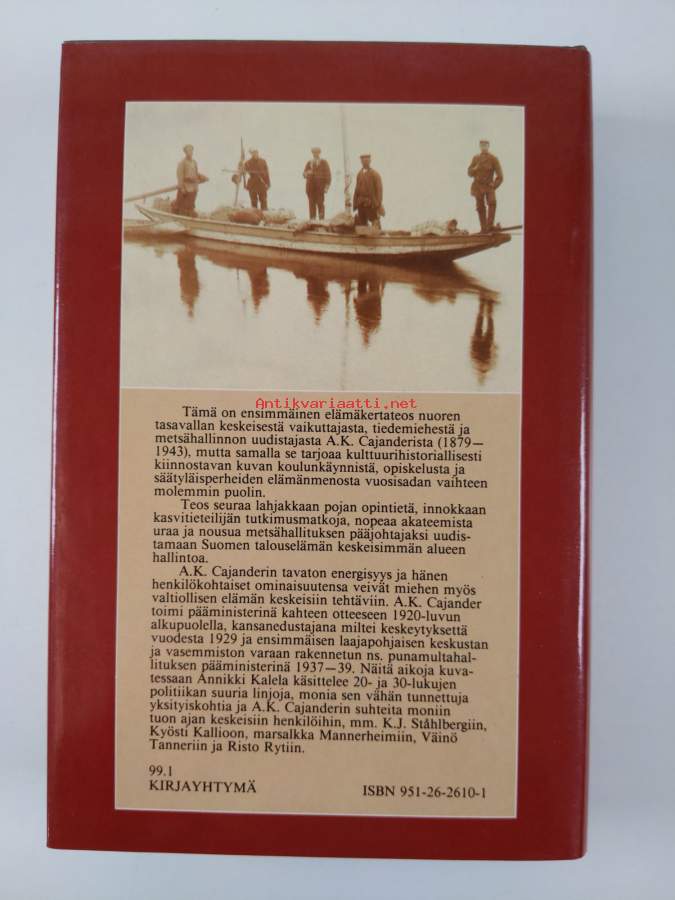 Antikvariaatti.net
Tämä on ensimmäinen elämäkertateos nuoren
tasavallan keskeisestä vaikuttajasta, tiedemiehestä ja
metsähallinnon uudistajasta A.K. Cajanderista (1879—
1943), mutta samalla se tarjoaa kulttuurihistoriallisesti
kiinnostavan kuvan koulunkäynnistä, opiskelusta ja
säätyläisperheiden elämänmenosta vuosisadan vaihteen
molemmin puolin.
Teos seuraa lahjakkaan pojan opintietä, innokkaan
kasvitieteilijän tutkimusmatkoja, nopeaa akateemista
uraa ja nousua metsähallituksen pääjohtajaksi uudis-
tamaan Suomen talouselämän keskeisimmän alueen
hallintoa.
A.K. Cajanderin tavaton energisyys ja hänen
henkilökohtaiset ominaisuutensa veivät miehen myös
valtiollisen elämän keskeisiin tehtäviin. A.K. Cajander
toimi pääministerinä kahteen otteeseen 1920-luvun
alkupuolella, kansanedustajana miltei keskeytyksettä
vuodesta 1929 ja ensimmäisen laajapohjaisen keskustan
ja vasemmiston varaan rakennetun ns. punamultahal-
lituksen pääministerinä 1937—39. Näitä aikoja kuva-
tessaan Annikki Kalela käsittelee 20- ja 30-lukujen
politiikan suuria linjoja, monia sen vähän tunnettuja
yksityiskohtia ja A.K. Cajanderin suhteita moniin
tuon ajan keskeisiin henkilöihin, mm. K.J. Ståhlbergiin,
Kyösti Kallioon, marsalkka Mannerheimiin, Väinö
Tanneriin ja Risto Rytiin.
99.1
KIRJAYHTYMÄ
ISBN 951-26-2610-1